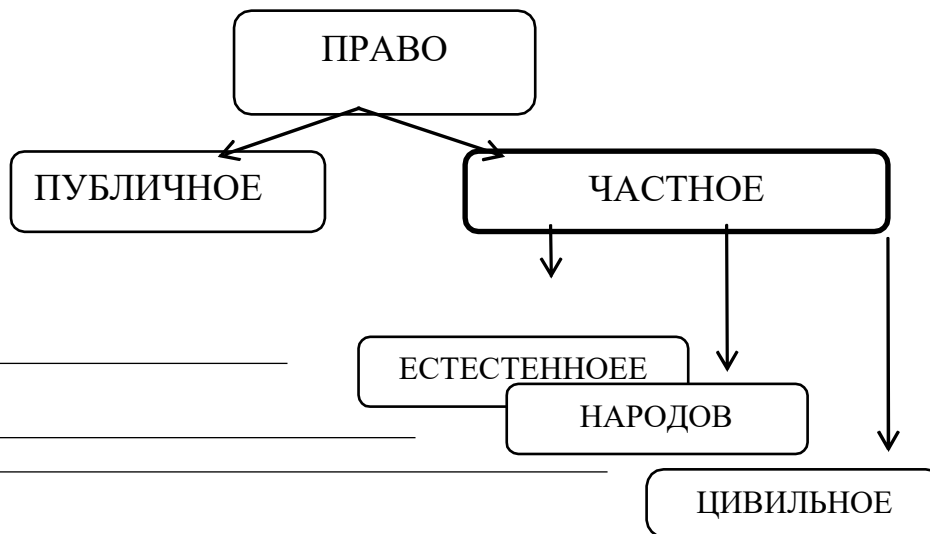 ПРАВО
ПУБЛИЧНОЕ
ЧАСТНОЕ
ЕСТЕСТЕННОЕЕ
НАРОДОВ
ЦИВИЛЬНОЕ